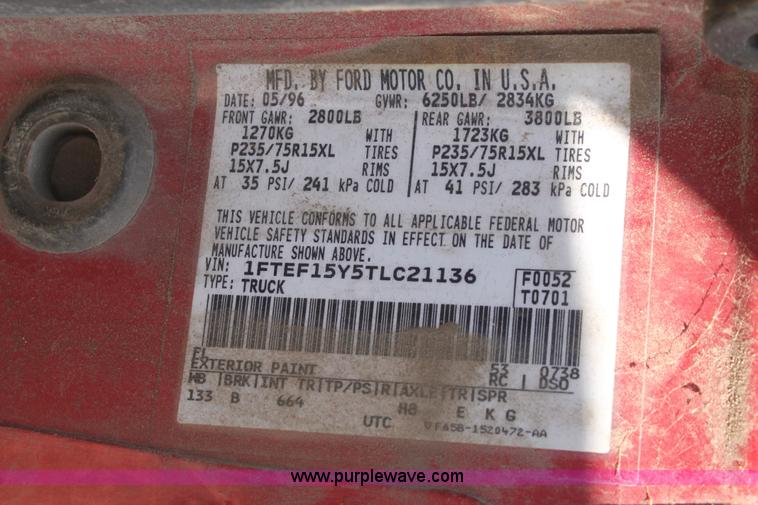 MFD. BY FORD MOTOR CO. IN U.S.A.
DATE: 05/96 GVWR: 6250LB/ 2834KG
FRONT GAWR: 2800LB REAR GAWR: 3800LB
1270KG WITH 1723KG WITH
P235/75R15XL TIRES P235/75R15XL TIRES
15X7.5J RIMS 15X7.5J RIMS
AT 35 PSI/ 241 kPa COLD AT 41 PSI/ 283 kPa COLD
THIS VEHICLE CONFORMS TO ALL APPLICABLE FEDERAL MOTOR
VEHICLE SAFETY STANDARDS IN EFFECT ON THE DATE OF
MANUFACTURE SHOWN ABOVE.
VIN: 1FTEF15Y5TLC21136 F0052
TYPE: TRUCK T0701
FL 53 0738
EXTERIOR PAINT RC DSO
WB |BRK|INT TR|TP/PS|R|AXLE|TR|SPR
133 B 664 H8 E K G
UTC F65B-1520472-AA
www.purplewave.com